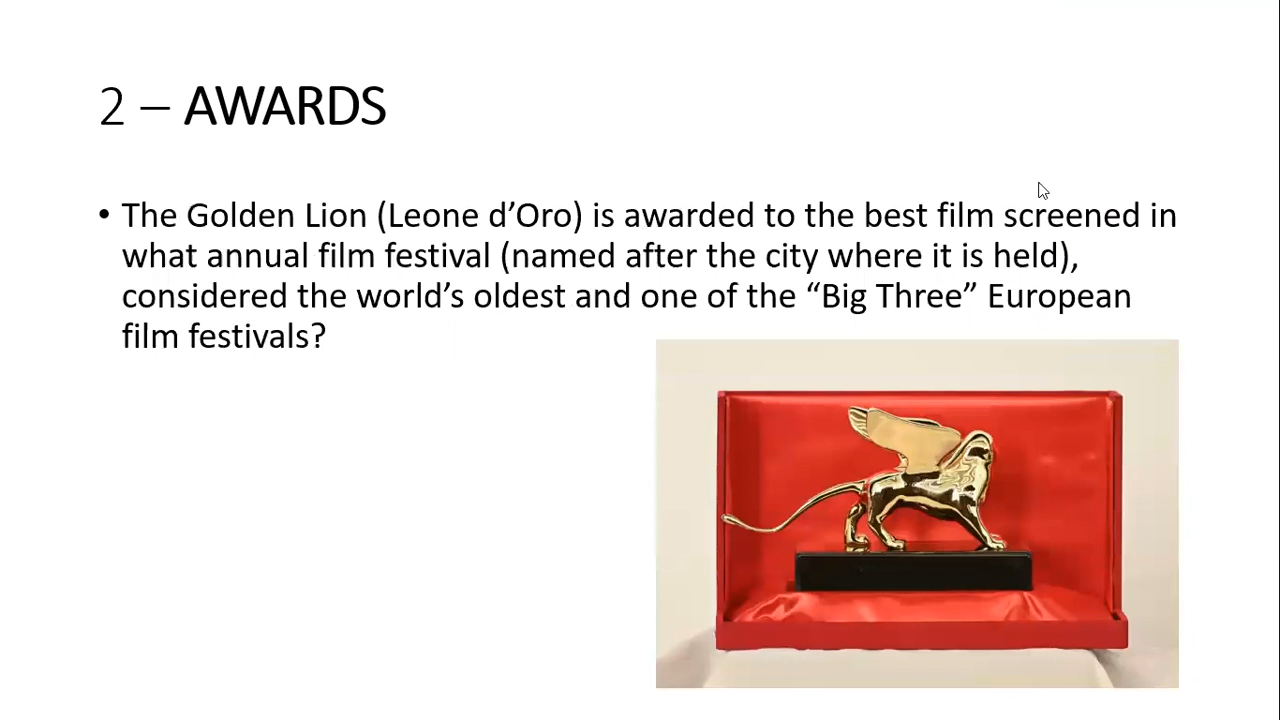 2 – AWARDS
• The Golden Lion (Leone d’Oro) is awarded to the best film screened in
what annual film festival (named after the city where it is held),
considered the world’s oldest and one of the “Big Three” European
film festivals?